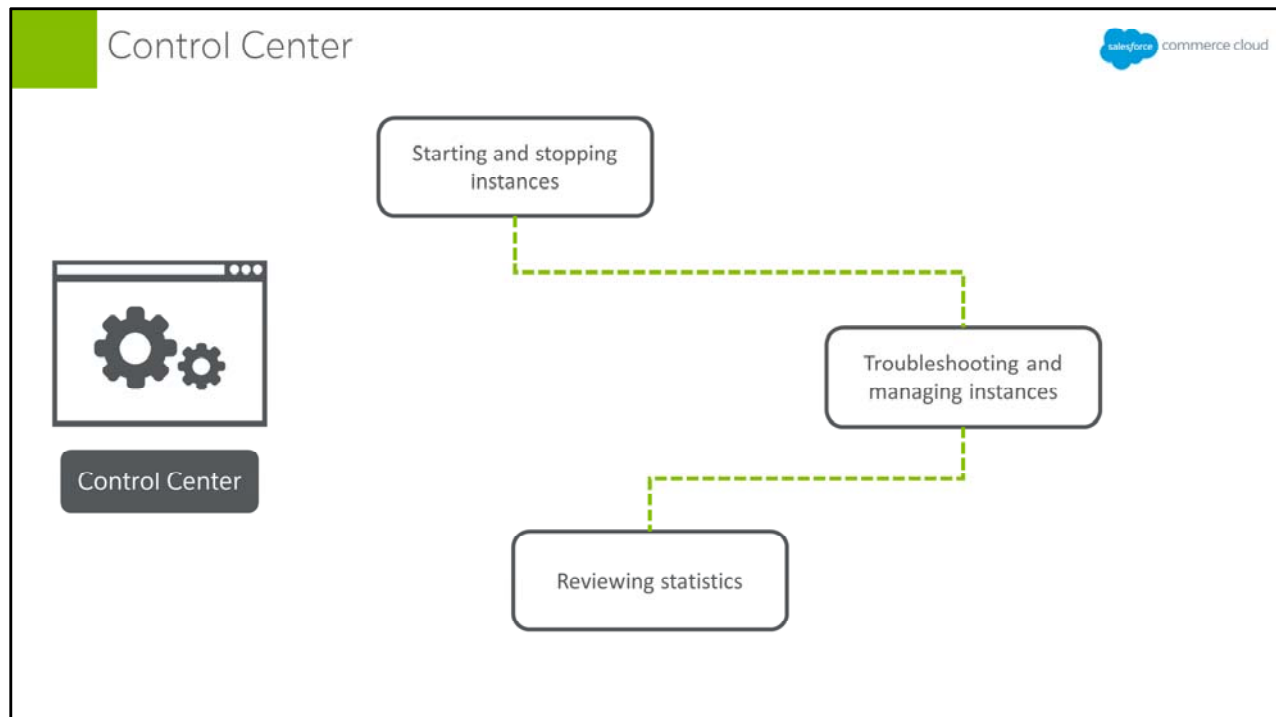 Control Center
salesforce commerce cloud
Starting and stopping
instances
Troubleshooting and
managing instances
Control Center
Reviewing statistics